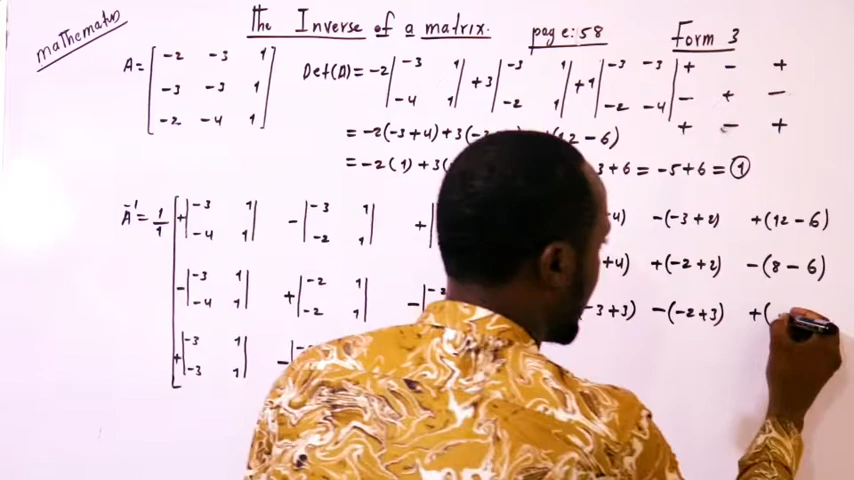 mathematics
The Inverse of a matrix. page: 58 Form 3
A = [ -2 -3 1
-3 -3 1
-2 -4 1 ]
Det(A) = -2 | -3 1 | +3 | -3 1 | +1 | -3 -3 |
| -4 1 | | -2 1 | | -2 -4 |
+ - +
- + -
+ - +
= -2(-3+4) +3(-3 12 - 6)
= -2(1) +3( 3 + 6 = -5 + 6 = 1
A⁻¹ = 1/1 [ + | -3 1 | - | -3 1 | + |
| -4 1 | | -2 1 |
- | -3 1 | + | -2 1 | - | -2
| -4 1 | | -2 1 |
+ | -3 1 | - |
| -3 1 |
4) -(-3+2) +(12-6)
+4) +(-2+2) -(8-6)
-3+3) -(-2+3) +(